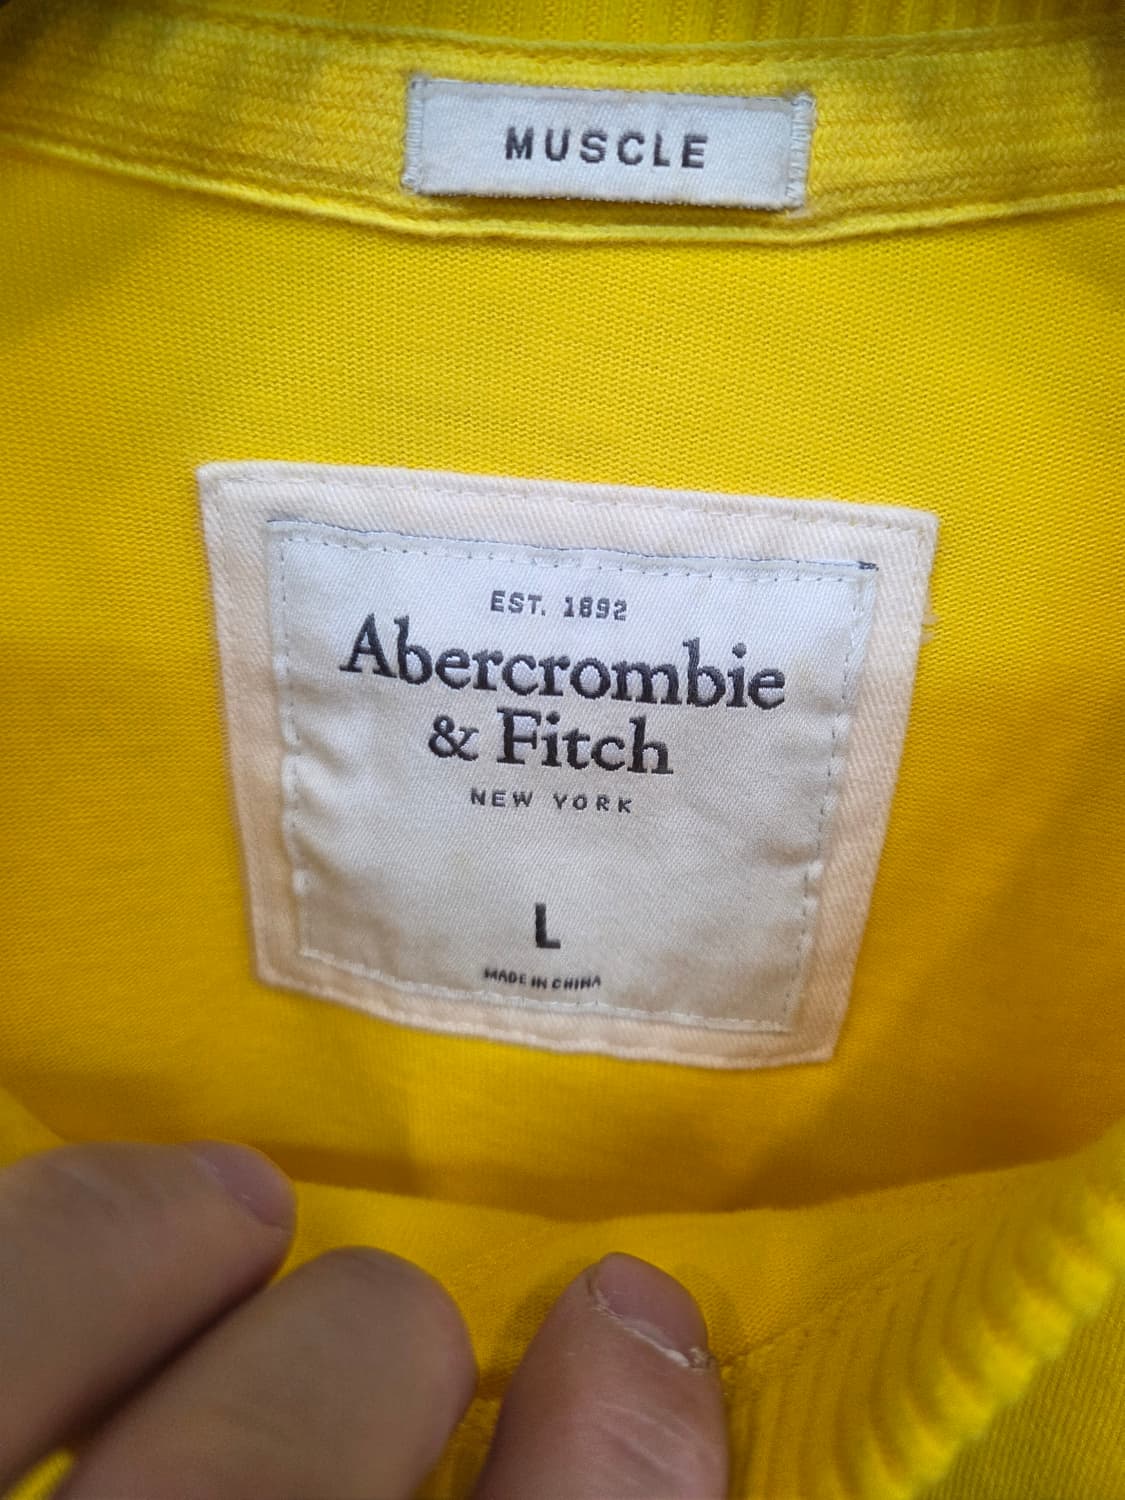 MUSCLE
EST. 1892
Abercrombie
& Fitch
NEW YORK
L
MADE IN CHINA